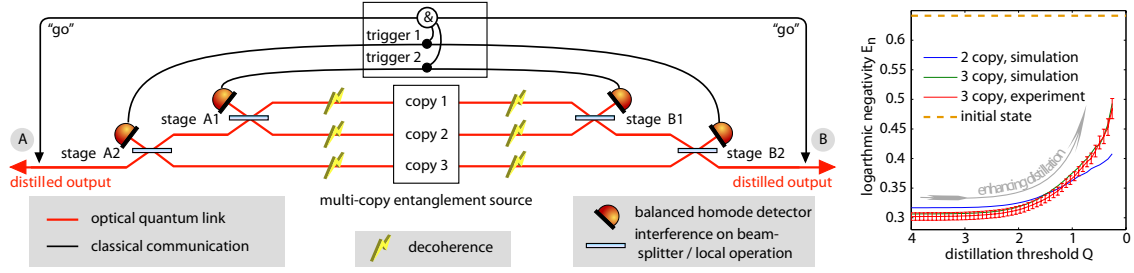 &
"go"
"go"
trigger 1
trigger 2
copy 1
stage A1
copy 2
stage B1
A
B
stage A2
copy 3
stage B2
distilled output
distilled output
multi-copy entanglement source
optical quantum link
classical communication
decoherence
balanced homode detector
interference on beam-
splitter / local operation
logarthmic negativity En
0.6
0.55
0.5
0.45
0.4
0.35
0.3
2 copy, simulation
3 copy, simulation
3 copy, experiment
initial state
enhancing distillation
4
3
2
1
0
distillation threshold Q